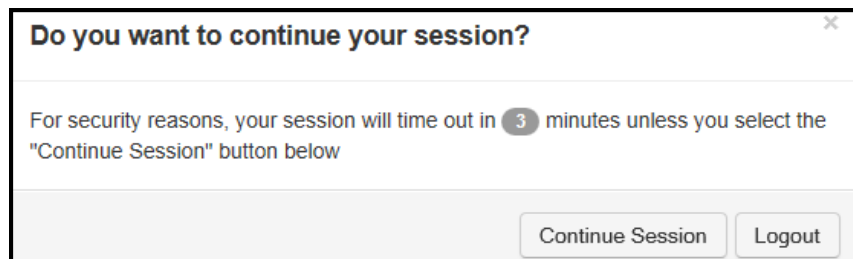 Do you want to continue your session?
×
For security reasons, your session will time out in 3 minutes unless you select the
"Continue Session" button below
Continue Session Logout